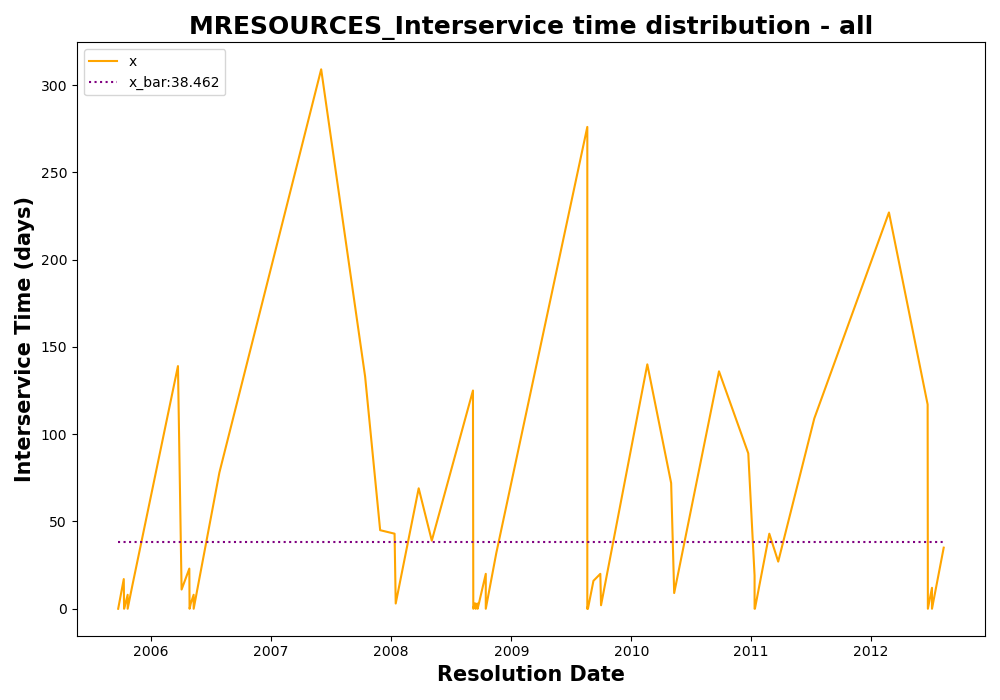 MRESOURCES_Interservice time distribution - all
x
x_bar:38.462
Interservice Time (days)
300
250
200
150
100
50
0
2006
2007
2008
2009
2010
2011
2012
Resolution Date